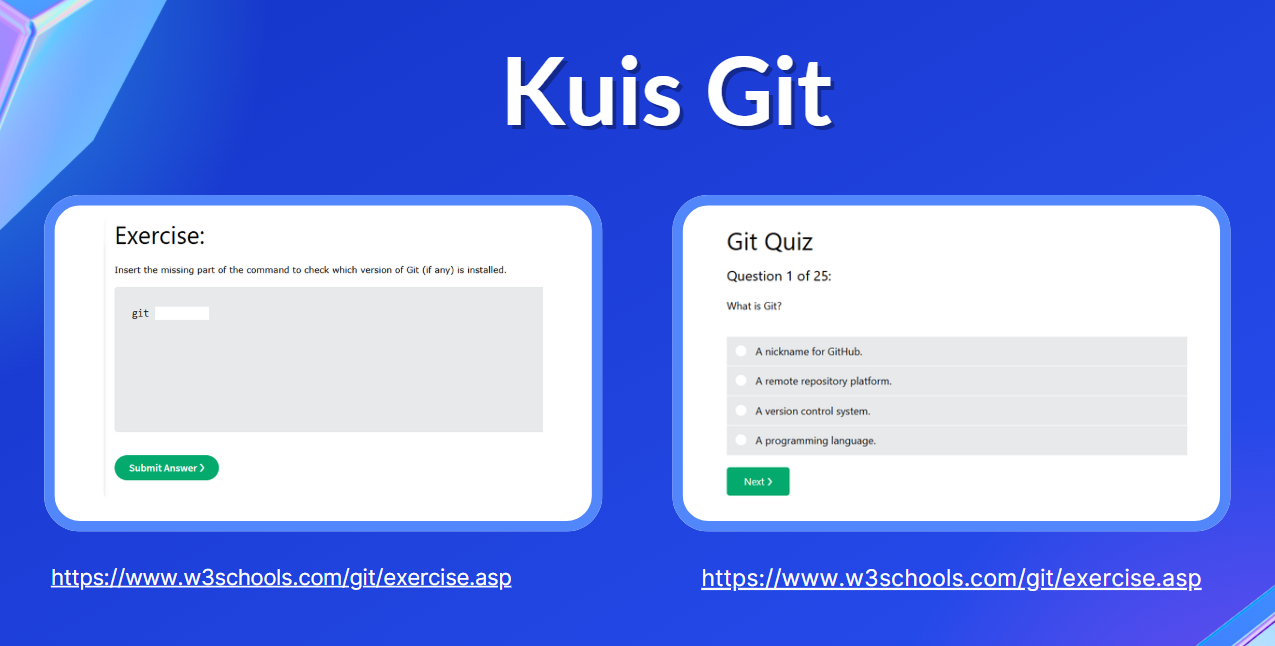 Kuis Git
Exercise:
Insert the missing part of the command to check which version of Git (if any) is installed.
git
Submit Answer ❯
https://www.w3schools.com/git/exercise.asp
Git Quiz
Question 1 of 25:
What is Git?
A nickname for GitHub.
A remote repository platform.
A version control system.
A programming language.
Next ❯
https://www.w3schools.com/git/exercise.asp